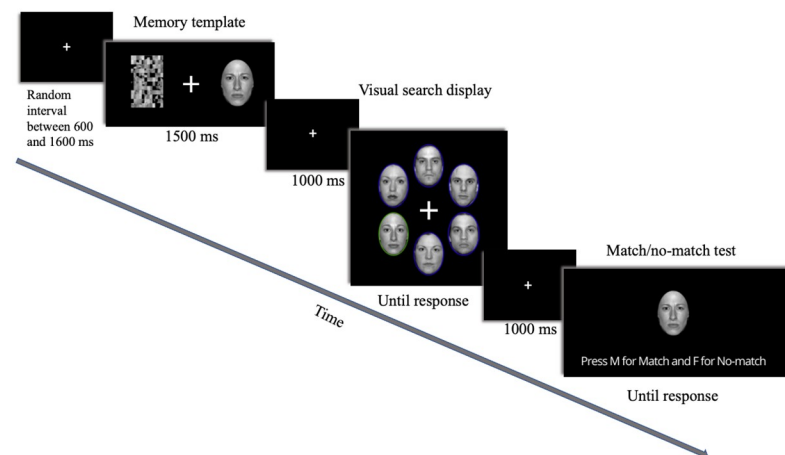 Memory template
Random
interval
between 600
and 1600 ms
1500 ms
Visual search display
1000 ms
Until response
Time
1000 ms
Match/no-match test
Press M for Match and F for No-match
Until response